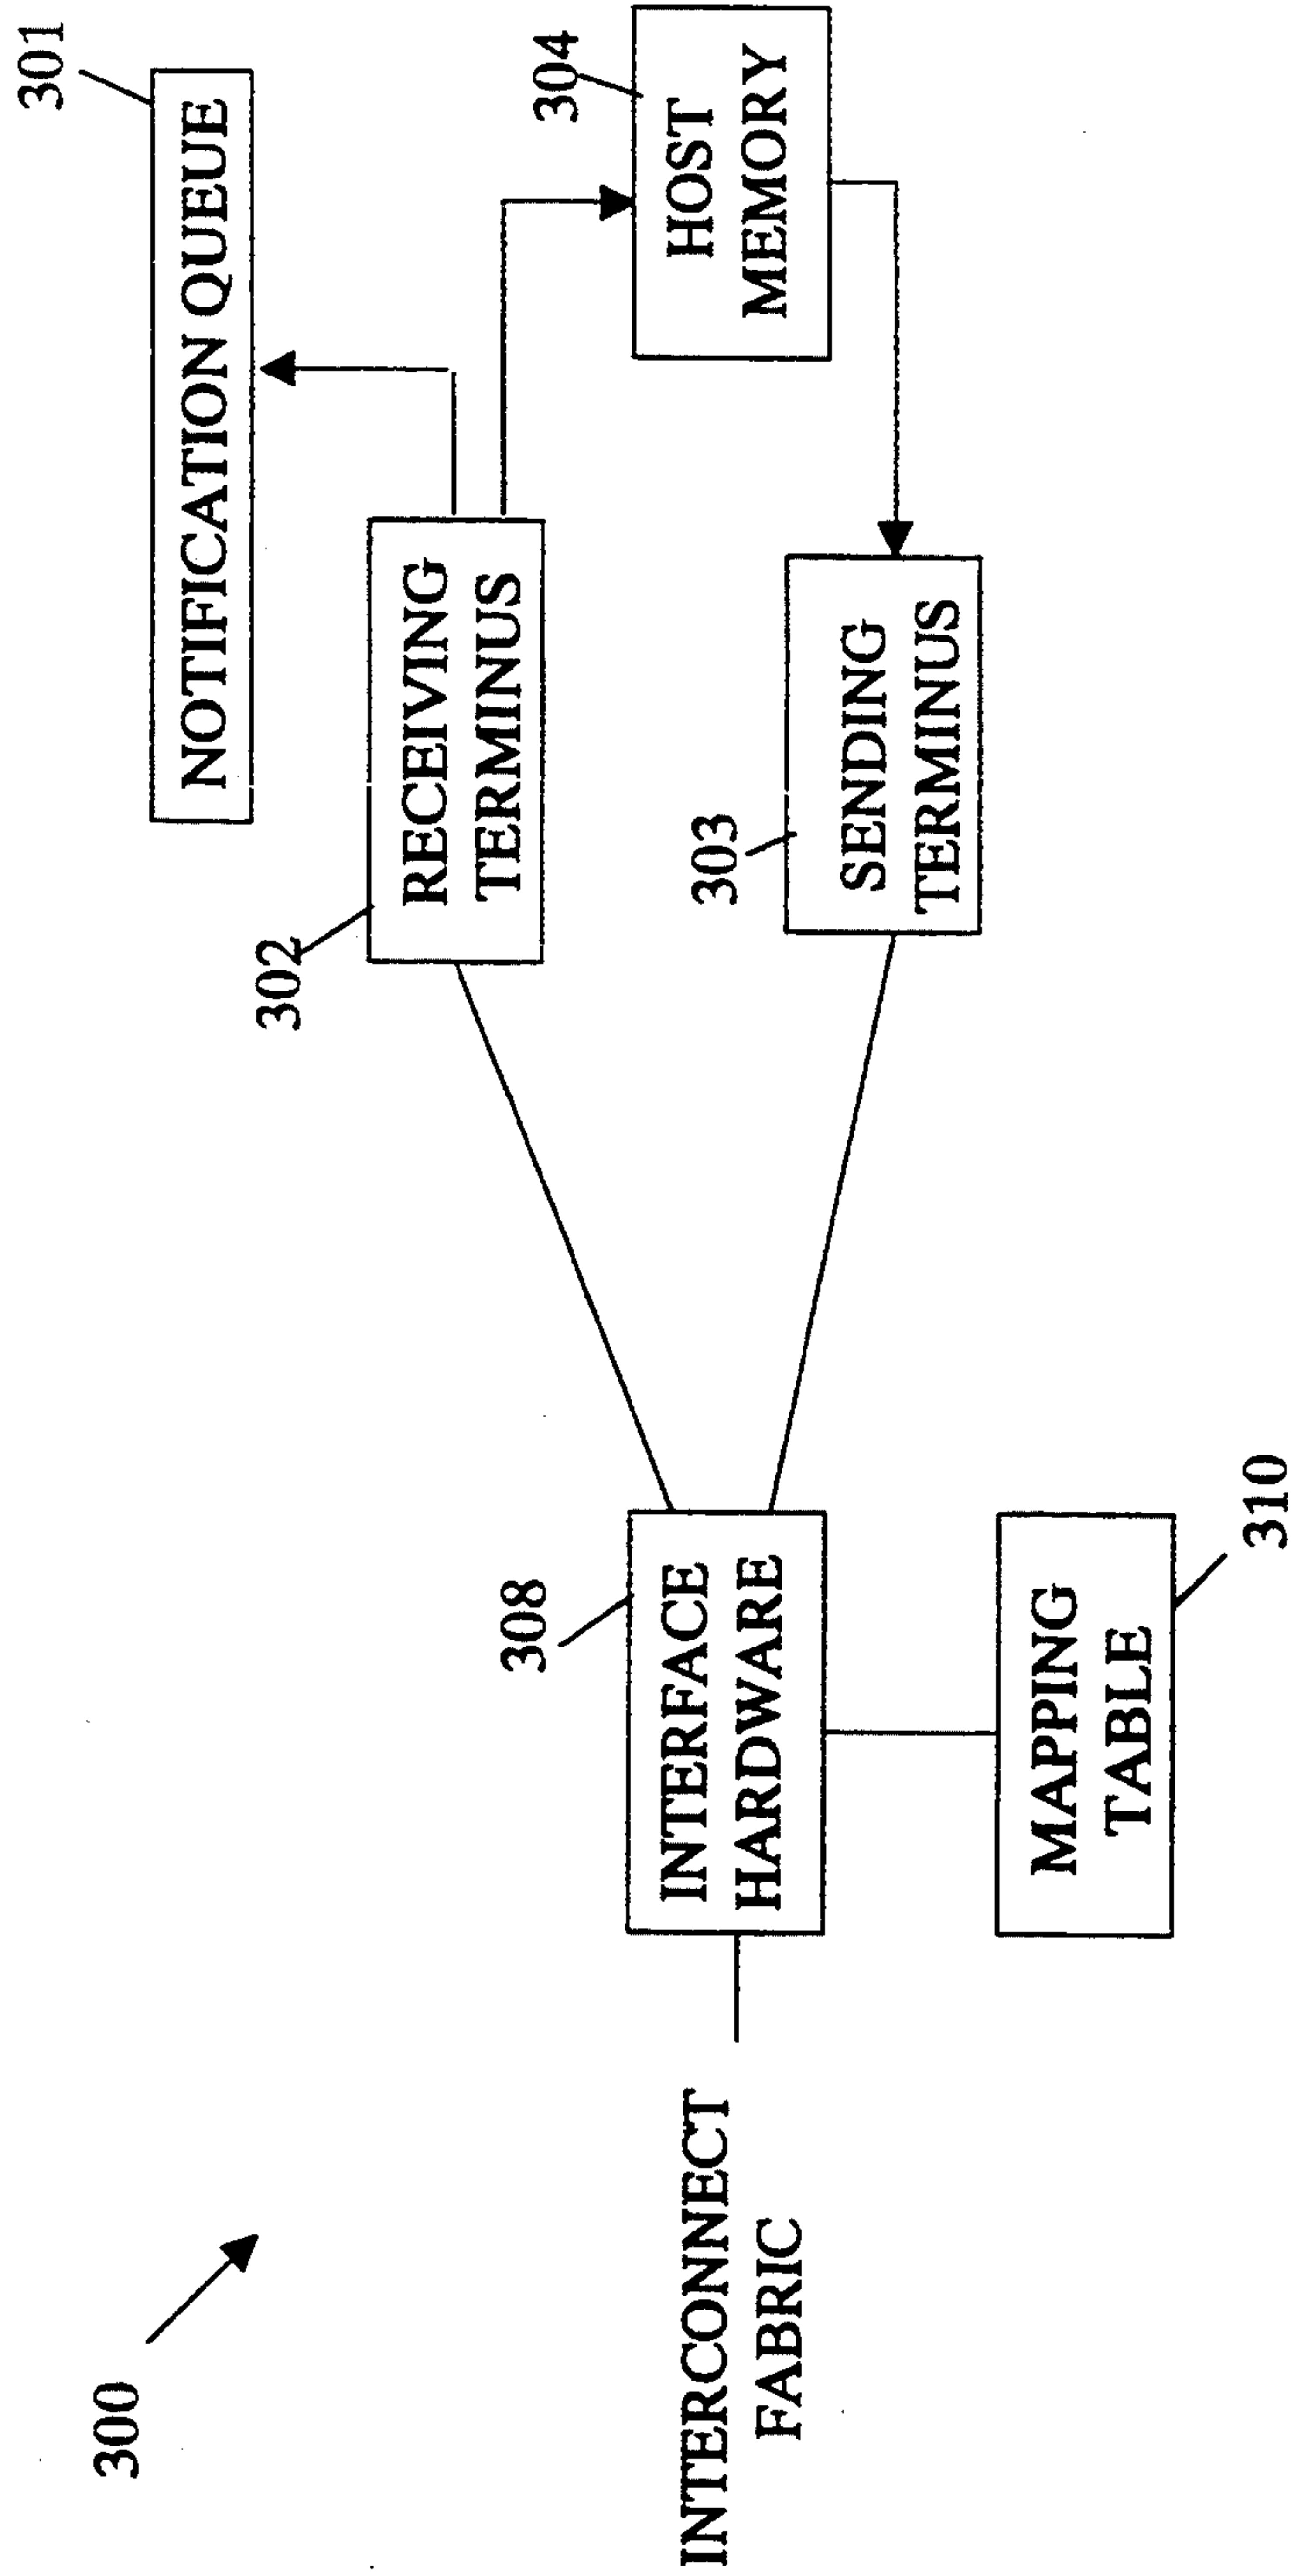 300
INTERCONNECT
FABRIC
308
INTERFACE
HARDWARE
MAPPING
TABLE
310
302
RECEIVING
TERMINUS
303
SENDING
TERMINUS
301
NOTIFICATION QUEUE
304
HOST
MEMORY